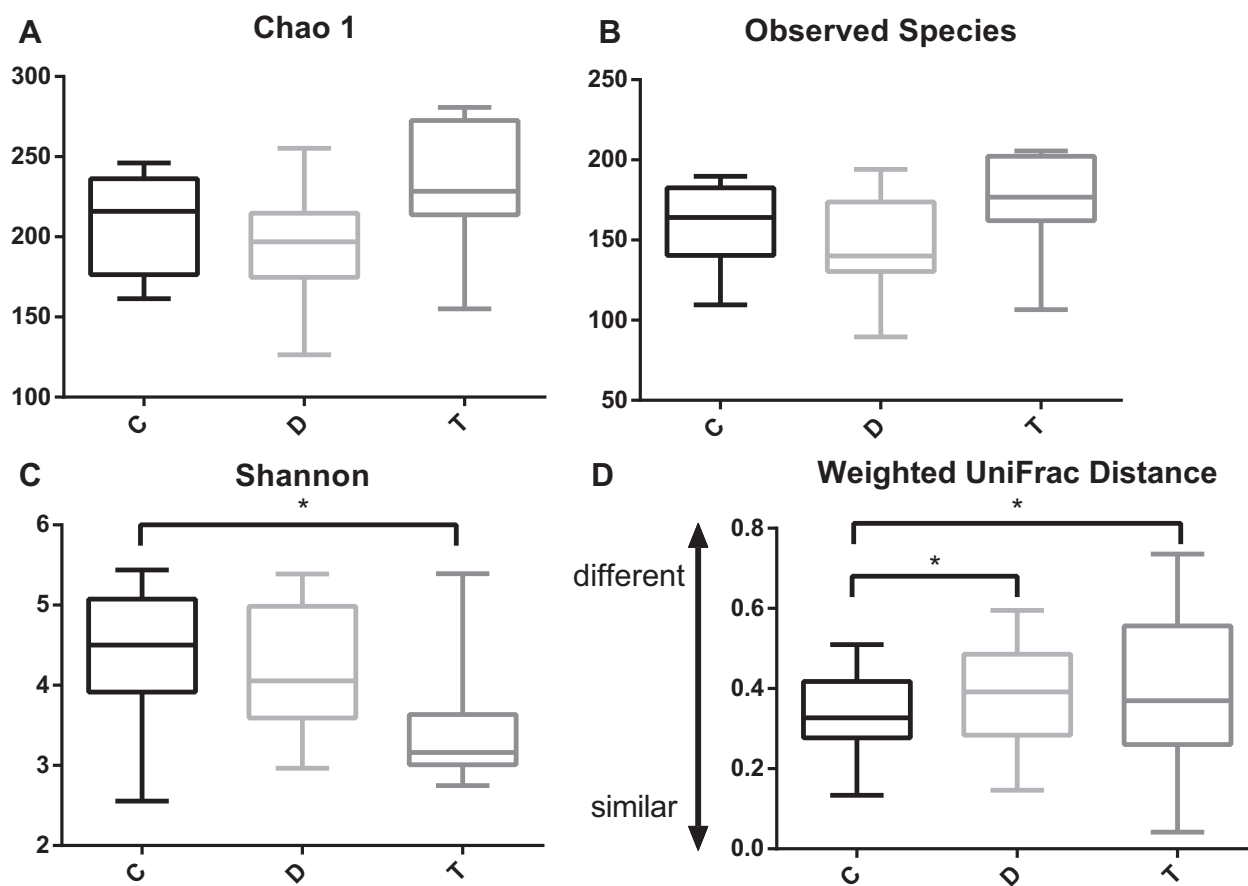 A
Chao 1
300
250
200
150
100
C
D
T
B
Observed Species
250
200
150
100
50
C
D
T
C
Shannon
*
6
5
4
3
2
C
D
T
D
Weighted UniFrac Distance
*
*
different
similar
0.8
0.6
0.4
0.2
0.0
C
D
T